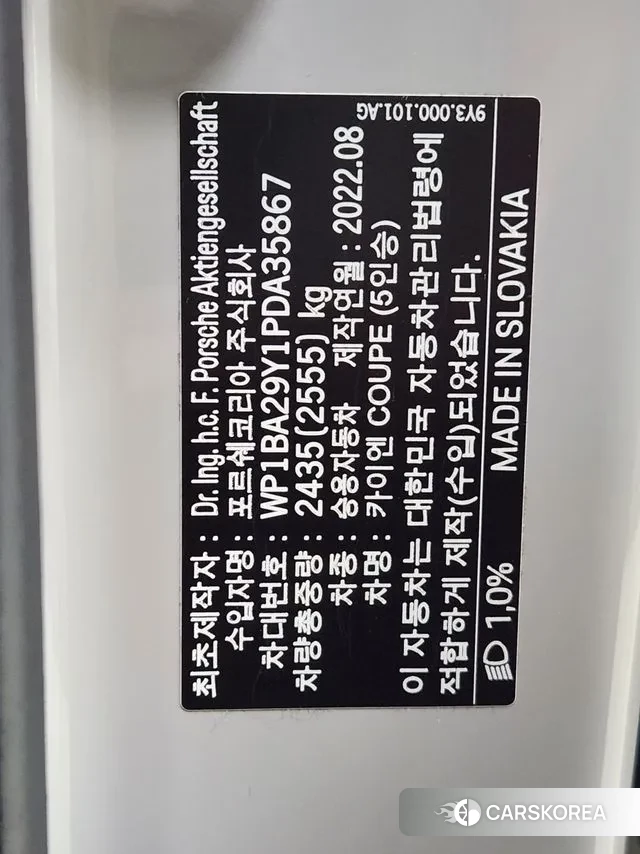 9Y3.000.101.AG
최초제작자 : Dr. Ing. h.c. F. Porsche Aktiengesellschaft
수입자명 : 포르쉐코리아 주식회사
차대번호 : WP1BA29Y1PDA35867
차량총중량 : 2435(2555) kg
차종 : 승용자동차 제작연월 : 2022.08
차명 : 카이엔 COUPE (5인승)
이 자동차는 대한민국 자동차관리법령에
적합하게 제작(수입)되었습니다.
1,0% MADE IN SLOVAKIA
CARSKOREA